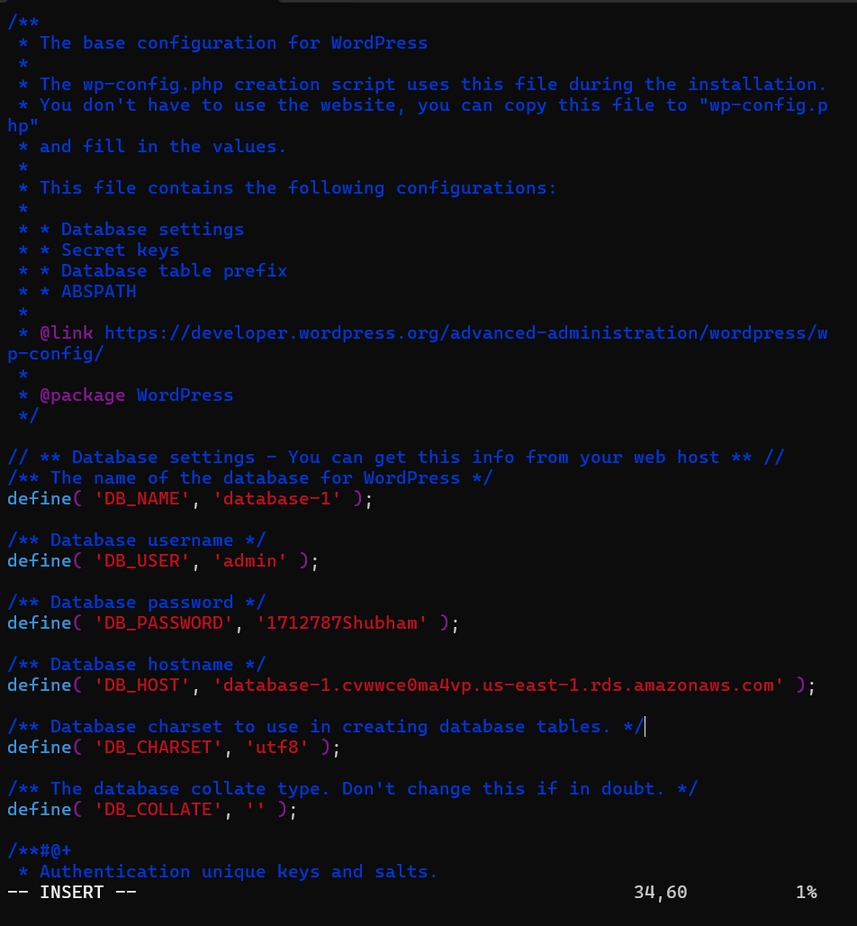 /**
 * The base configuration for WordPress
 *
 * The wp-config.php creation script uses this file during the installation.
 * You don't have to use the website, you can copy this file to "wp-config.p
hp"
 * and fill in the values.
 *
 * This file contains the following configurations:
 *
 * * Database settings
 * * Secret keys
 * * Database table prefix
 * * ABSPATH
 *
 * @link https://developer.wordpress.org/advanced-administration/wordpress/w
p-config/
 *
 * @package WordPress
 */

// ** Database settings - You can get this info from your web host ** //
/** The name of the database for WordPress */
define( 'DB_NAME', 'database-1' );

/** Database username */
define( 'DB_USER', 'admin' );

/** Database password */
define( 'DB_PASSWORD', '1712787Shubham' );

/** Database hostname */
define( 'DB_HOST', 'database-1.cvwwce0ma4vp.us-east-1.rds.amazonaws.com' );

/** Database charset to use in creating database tables. */
define( 'DB_CHARSET', 'utf8' );

/** The database collate type. Don't change this if in doubt. */
define( 'DB_COLLATE', '' );

/**#@+
 * Authentication unique keys and salts.
-- INSERT -- 34,60 1%